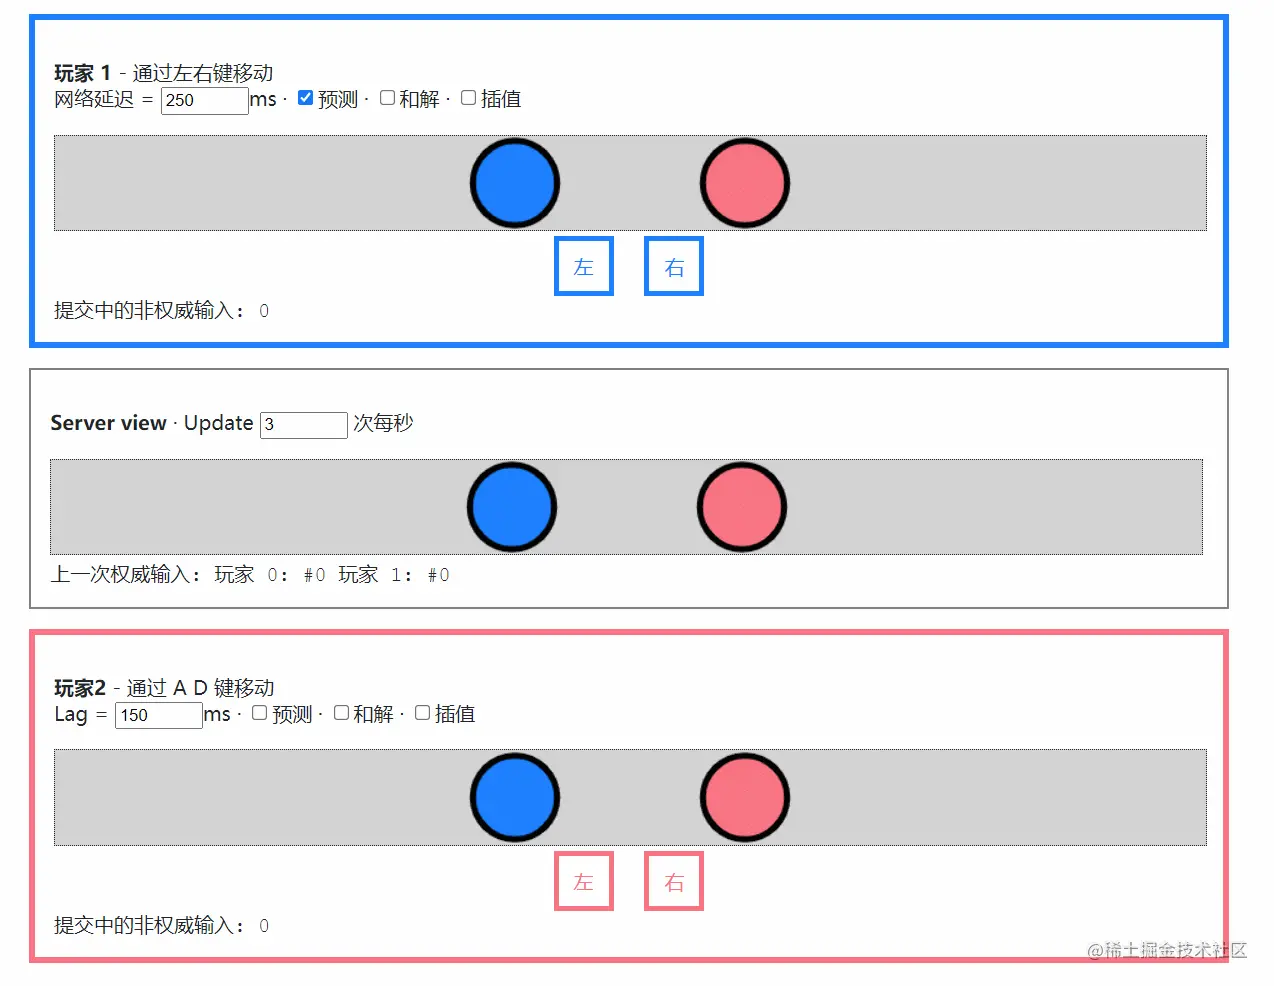 玩家 1 - 通过左右键移动
网络延迟 = 250 ms · 预测 · 和解 · 插值
左 右
提交中的非权威输入: 0
Server view · Update 3 次每秒
上一次权威输入: 玩家 0: #0 玩家 1: #0
玩家2 - 通过 A D 键移动
Lag = 150 ms · 预测 · 和解 · 插值
左 右
提交中的非权威输入: 0
@稀土掘金技术社区